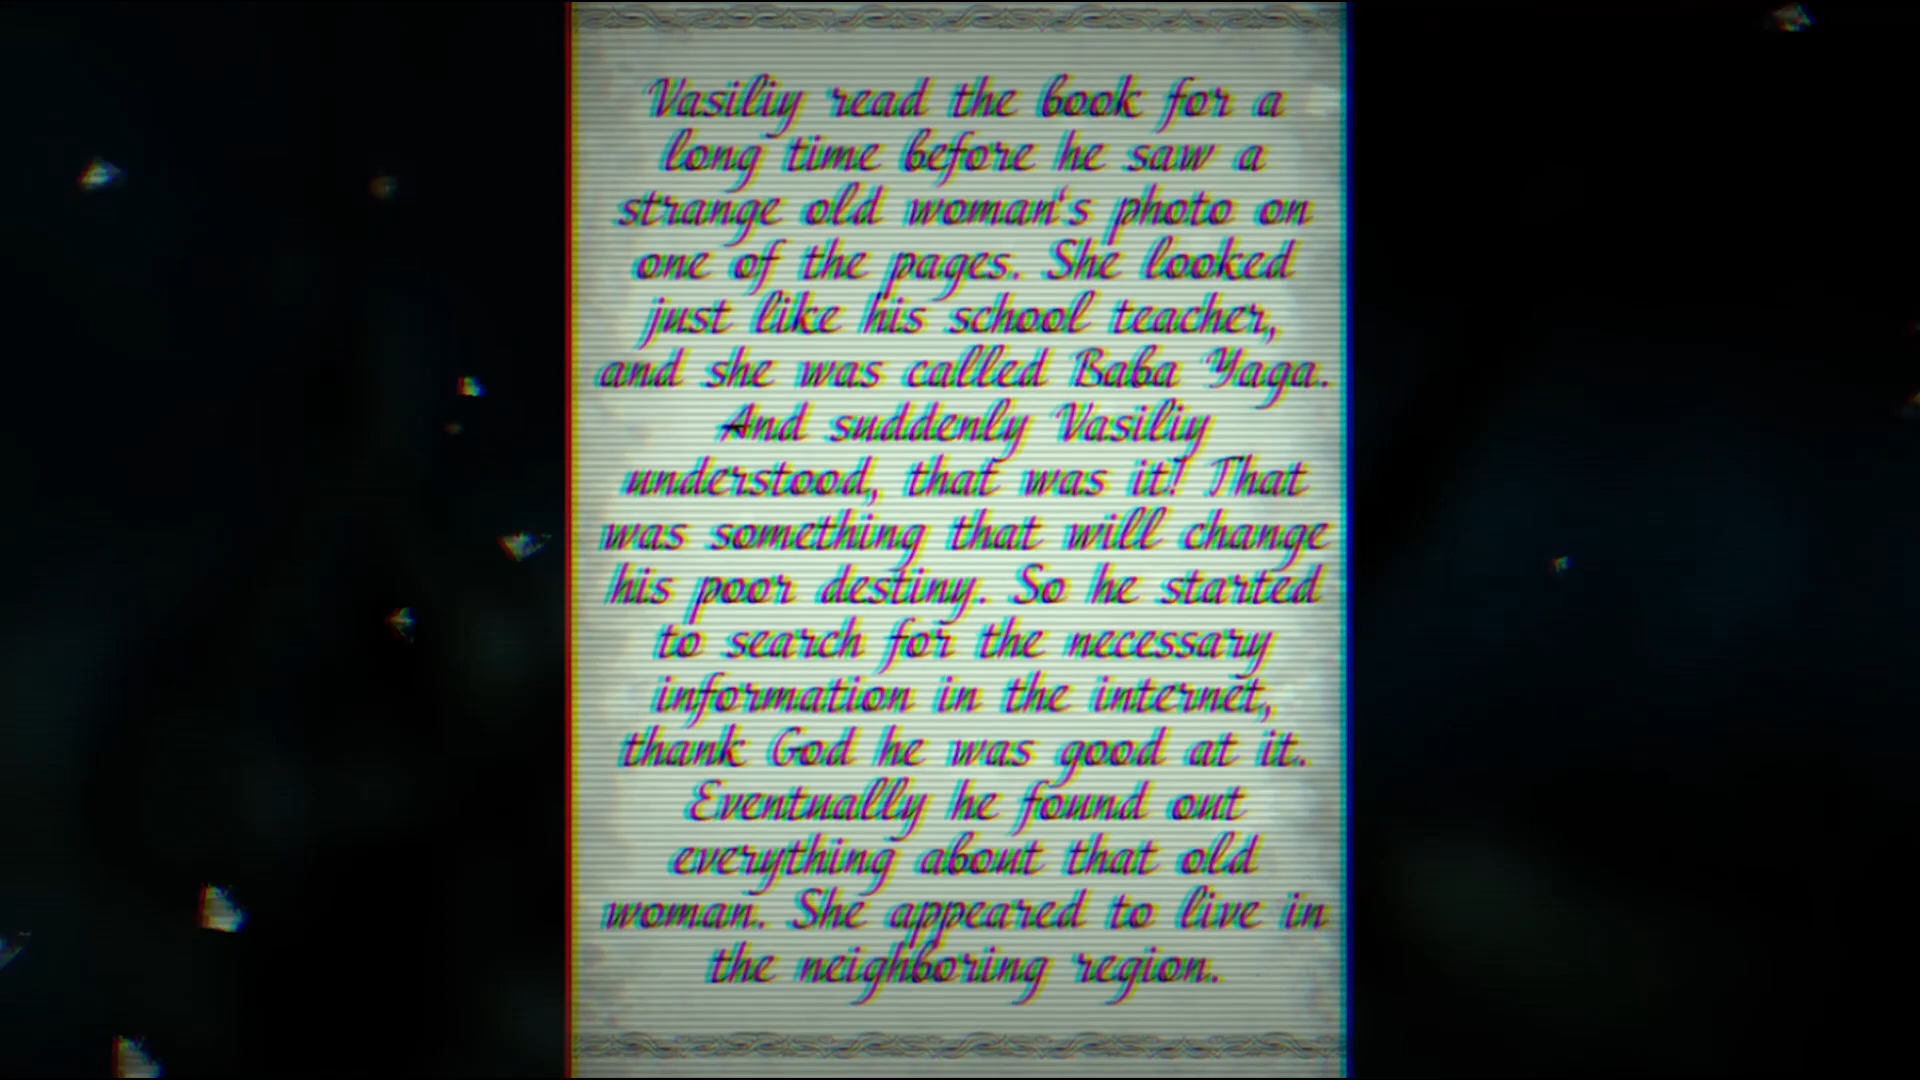 Vasiliy read the book for a
long time before he saw a
strange old woman's photo on
one of the pages. She looked
just like his school teacher,
and she was called Baba Yaga.
And suddenly Vasiliy
understood, that was it! That
was something that will change
his poor destiny. So he started
to search for the necessary
information in the internet,
thank God he was good at it.
Eventually he found out
everything about that old
woman. She appeared to live in
the neighboring region.